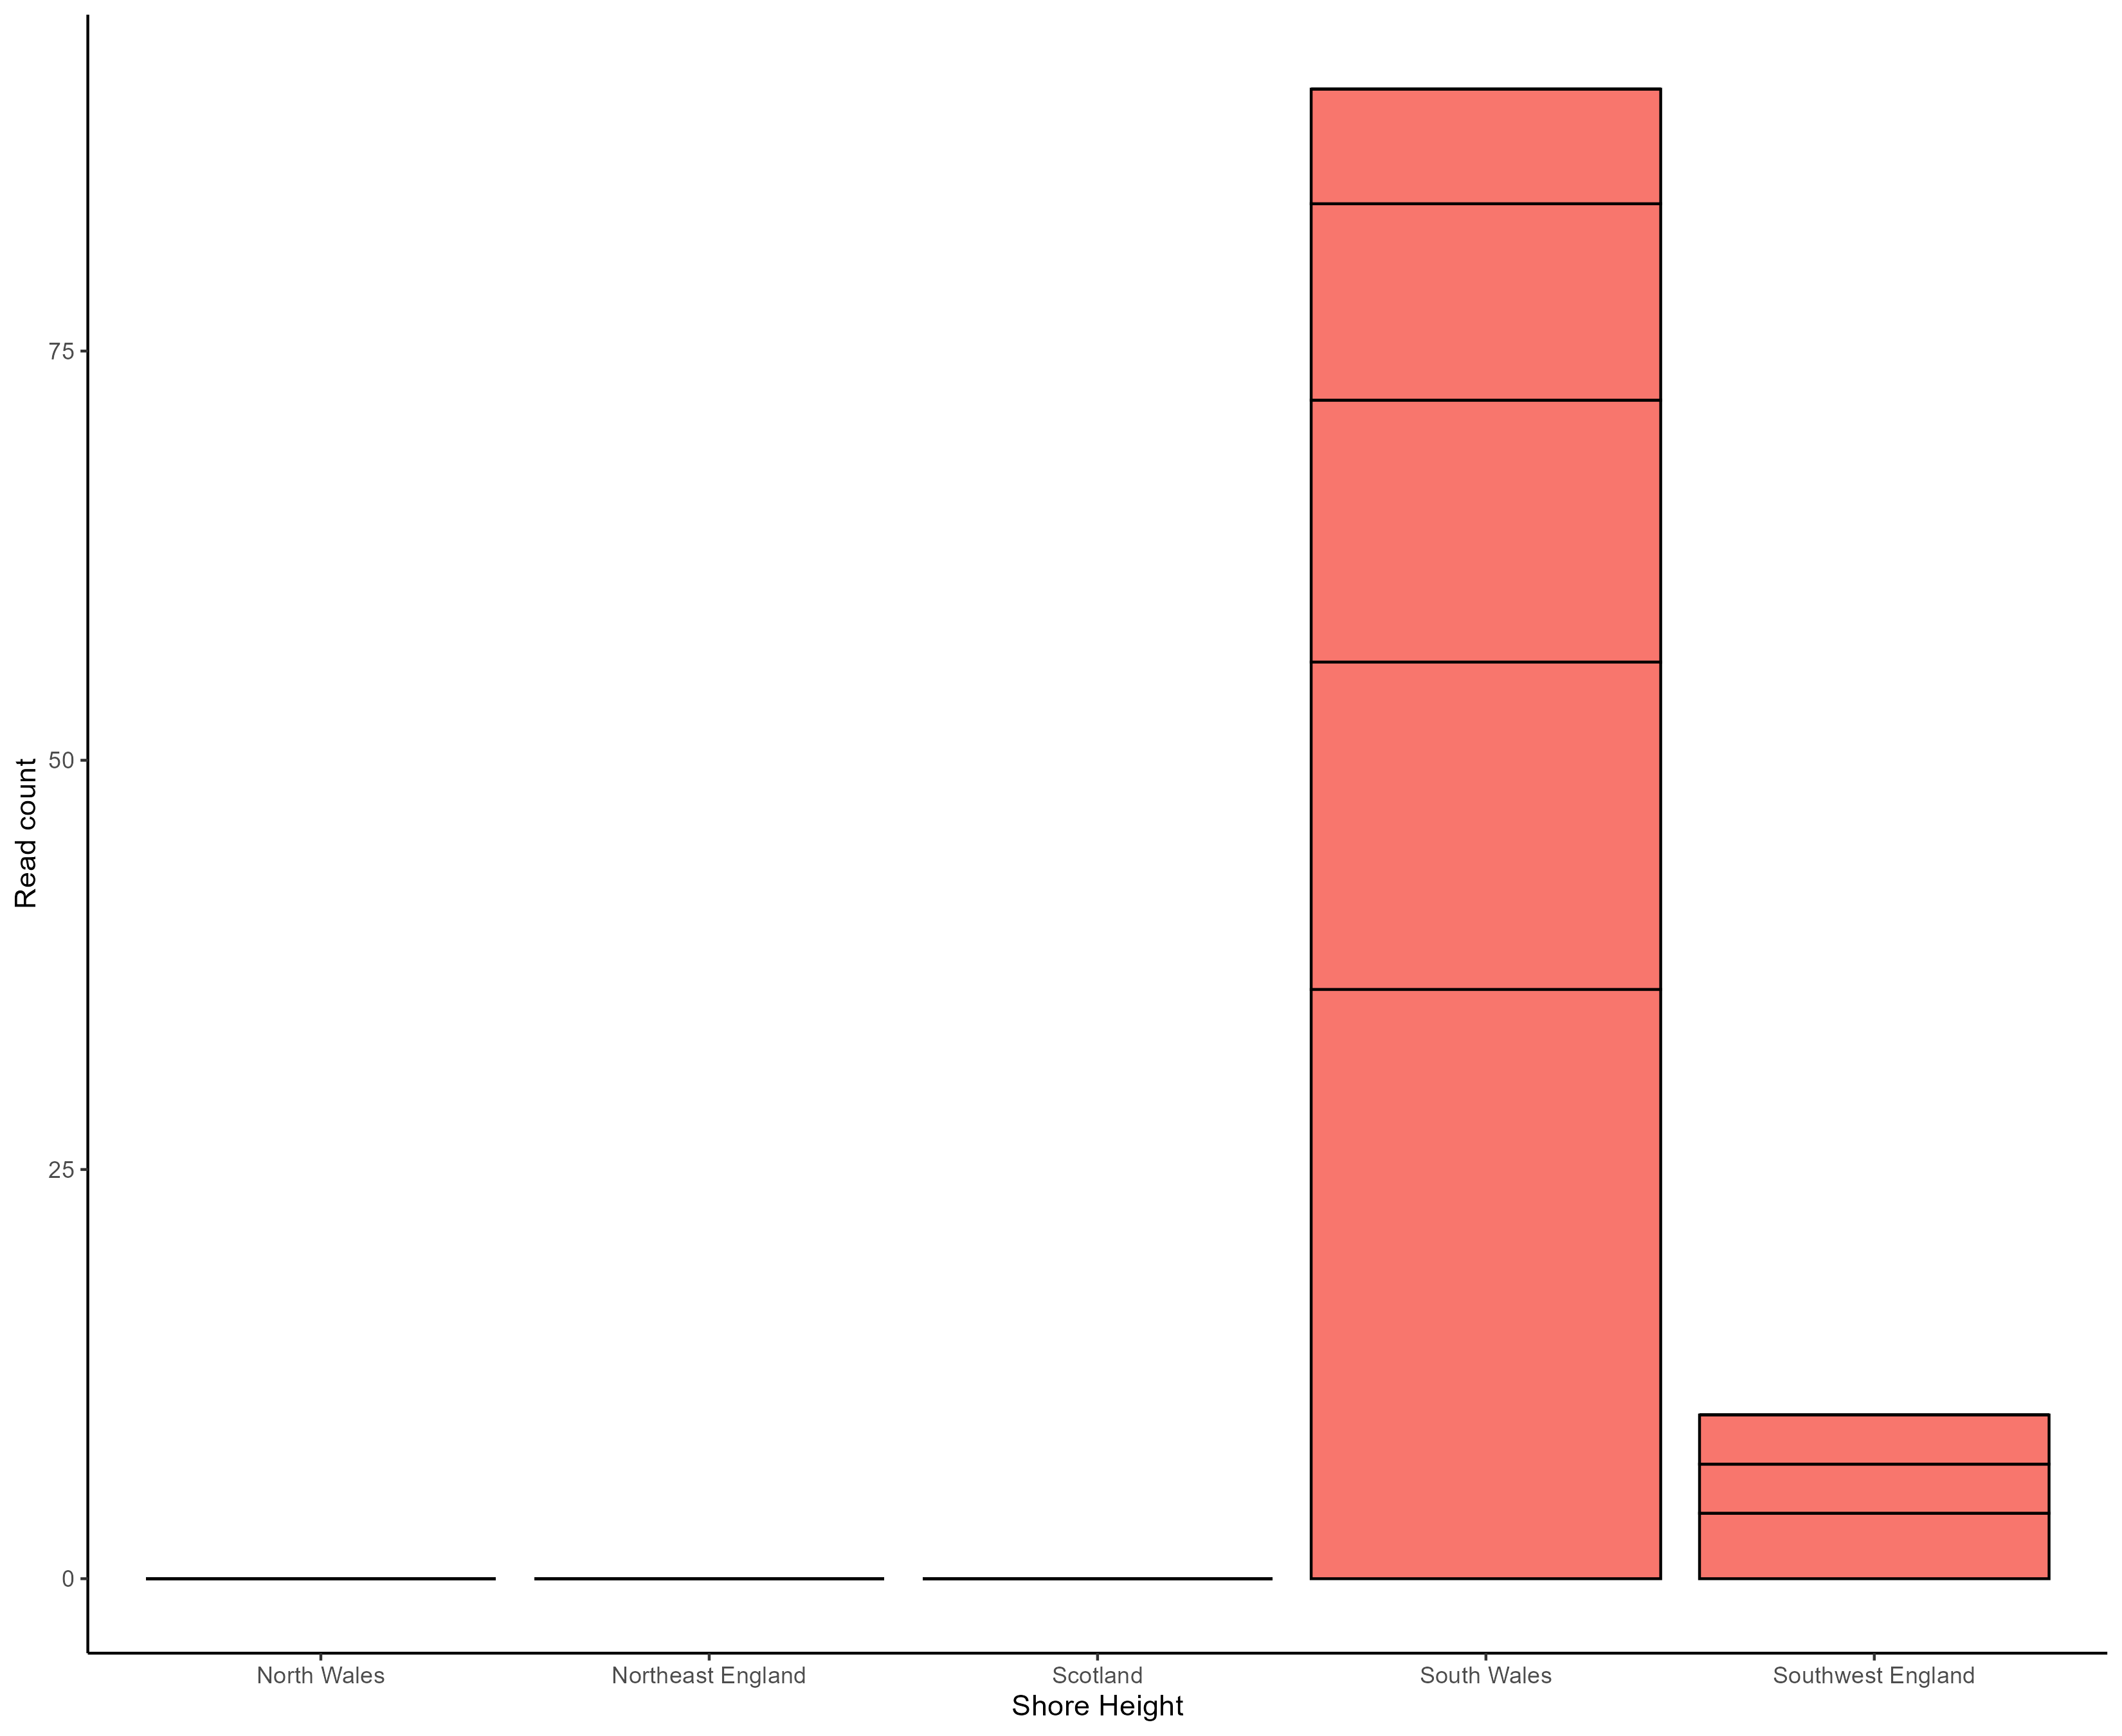 Read count
75
50
25
0
North Wales
Northeast England
Scotland
South Wales
Southwest England
Shore Height